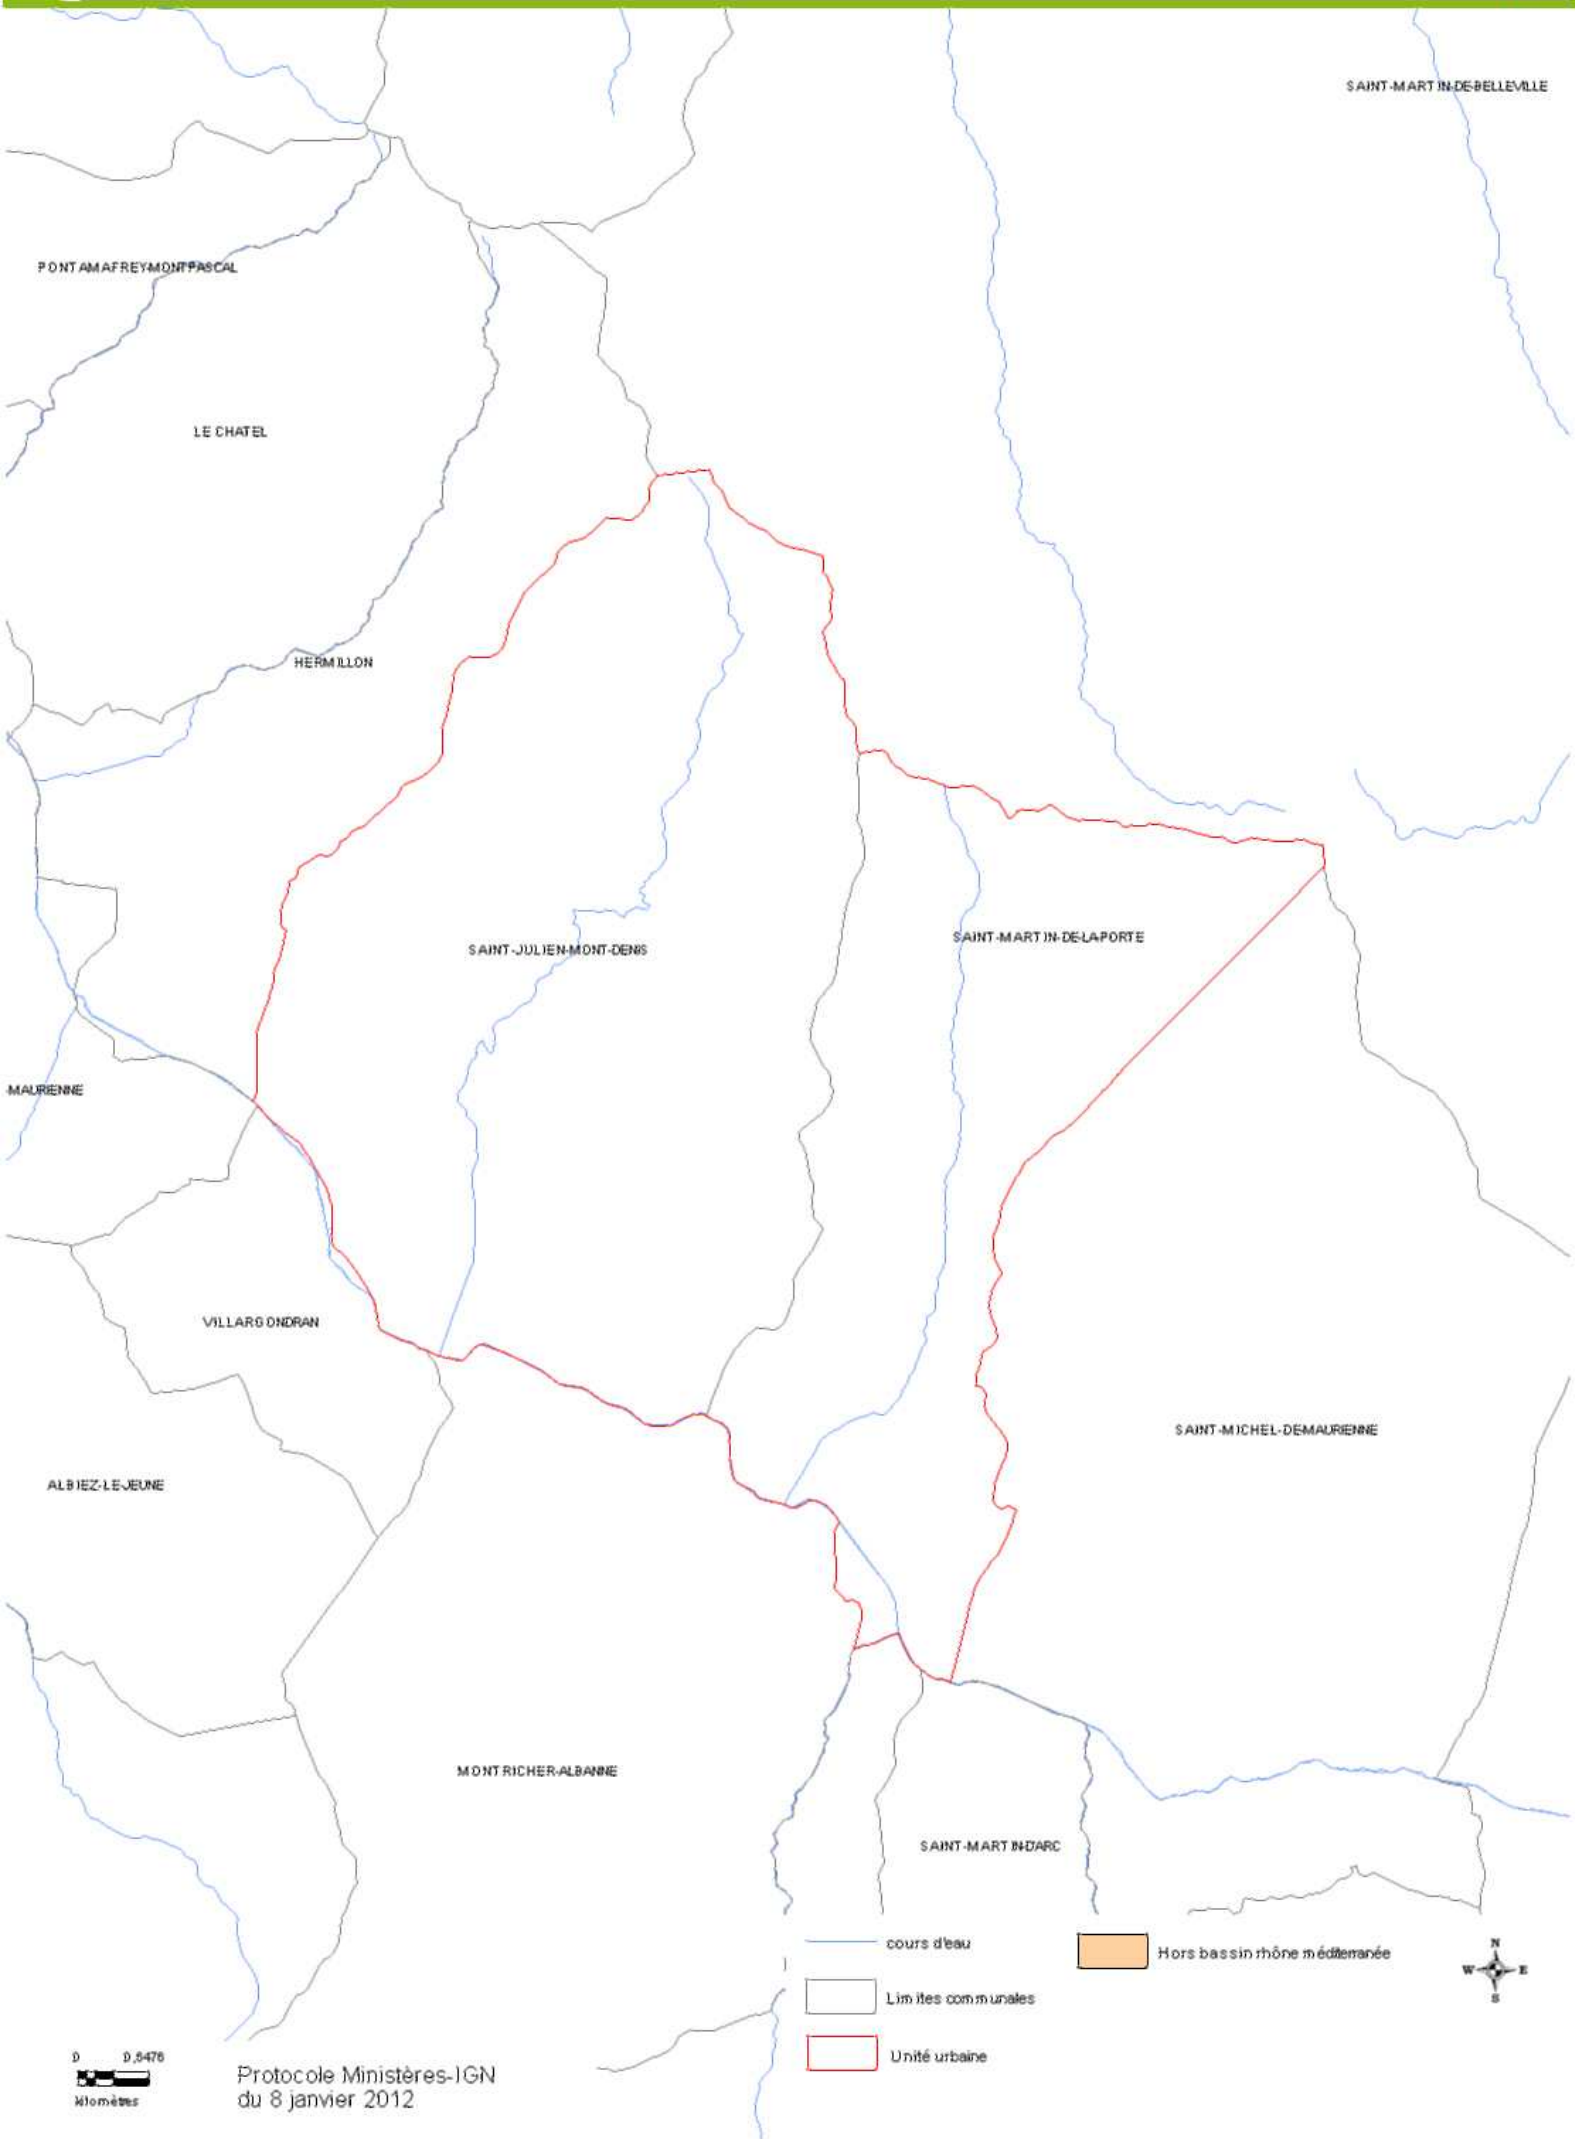 SAINT-MARTIN-DE-BELLEVILLE
PONTAMAFREY-MONTPASCAL
LE CHATEL
HERMILLON
SAINT-MARTIN-DE-LA-PORTE
SAINT-JULIEN-MONT-DENIS
-MAURIENNE
VILLARGONDRAN
SAINT-MICHEL-DE-MAURIENNE
ALBIEZ-LE-JEUNE
MONTRICHER-ALBANNE
SAINT-MARTIN-D'ARC
cours d'eau
Hors bassin rhône méditerranée
Limites communales
Unité urbaine
N
W E
S
0 0,5476
kilomètres
Protocole Ministères-IGN
du 8 janvier 2012